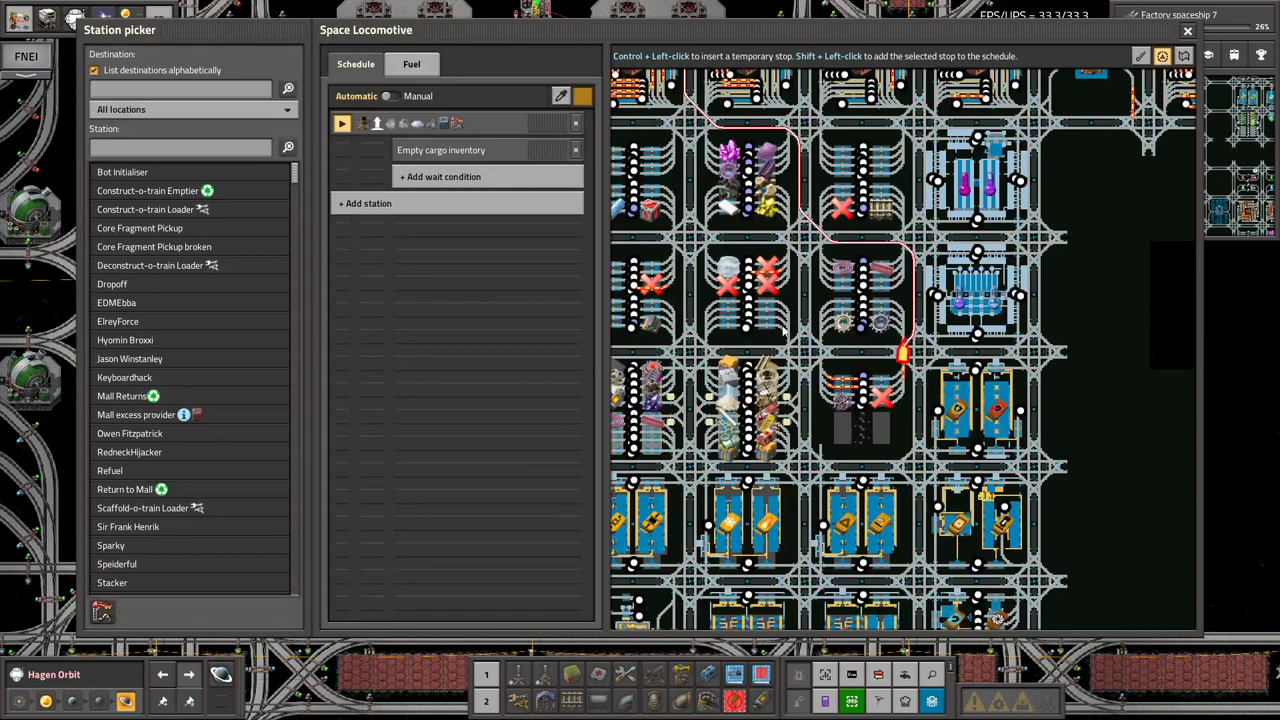 FPS/UPS = 33.3/33.3
Factory spaceship 7
26%
FNEI
Station picker
Destination:
List destinations alphabetically
All locations
Station:
Bot Initialiser
Construct-o-train Emptier
Construct-o-train Loader
Core Fragment Pickup
Core Fragment Pickup broken
Deconstruct-o-train Loader
Dropoff
EDMEbba
ElreyForce
Hyomin Broxxi
Jason Winstanley
Keyboardhack
Mall Returns
Mall excess provider
Owen Fitzpatrick
RedneckHijacker
Refuel
Return to Mall
Scaffold-o-train Loader
Sir Frank Henrik
Sparky
Speiderful
Stacker
Space Locomotive
Schedule
Fuel
Automatic
Manual
Empty cargo inventory
+ Add wait condition
+ Add station
Control + Left-click to insert a temporary stop. Shift + Left-click to add the selected stop to the schedule.
Hagen Orbit
1
2